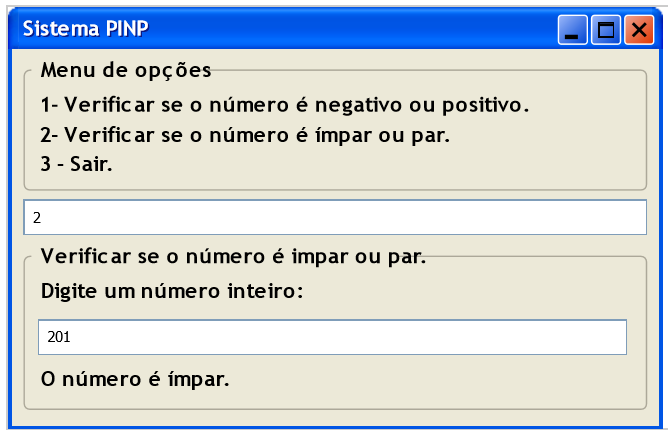 Sistema PINP
Menu de opções
1- Verificar se o número é negativo ou positivo.
2- Verificar se o número é ímpar ou par.
3 - Sair.
2
Verificar se o número é impar ou par.
Digite um número inteiro:
201
O número é ímpar.